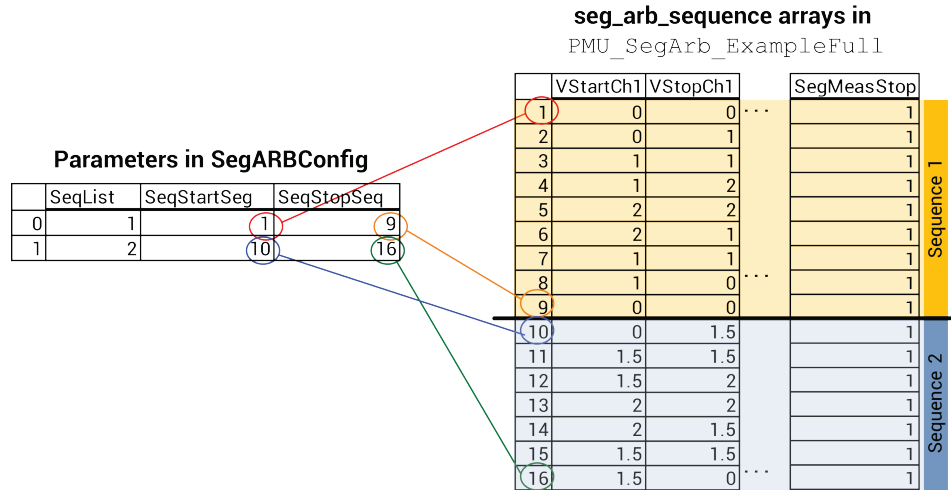 seg_arb_sequence arrays in
PMU_SegArb_ExampleFull
VStartCh1 VStopCh1 SegMeasStop
1 0 0 ... 1
2 0 1 1
3 1 1 1
4 1 2 1
5 2 2 1
6 2 1 1
7 1 1 1
8 1 0 ... 1
9 0 0 1
Sequence 1
10 0 1.5 1
11 1.5 1.5 1
12 1.5 2 1
13 2 2 1
14 2 1.5 1
15 1.5 1.5 1
16 1.5 0 ... 1
Sequence 2
Parameters in SegARBConfig
SeqList SeqStartSeg SeqStopSeq
0 1 1 9
1 2 10 16